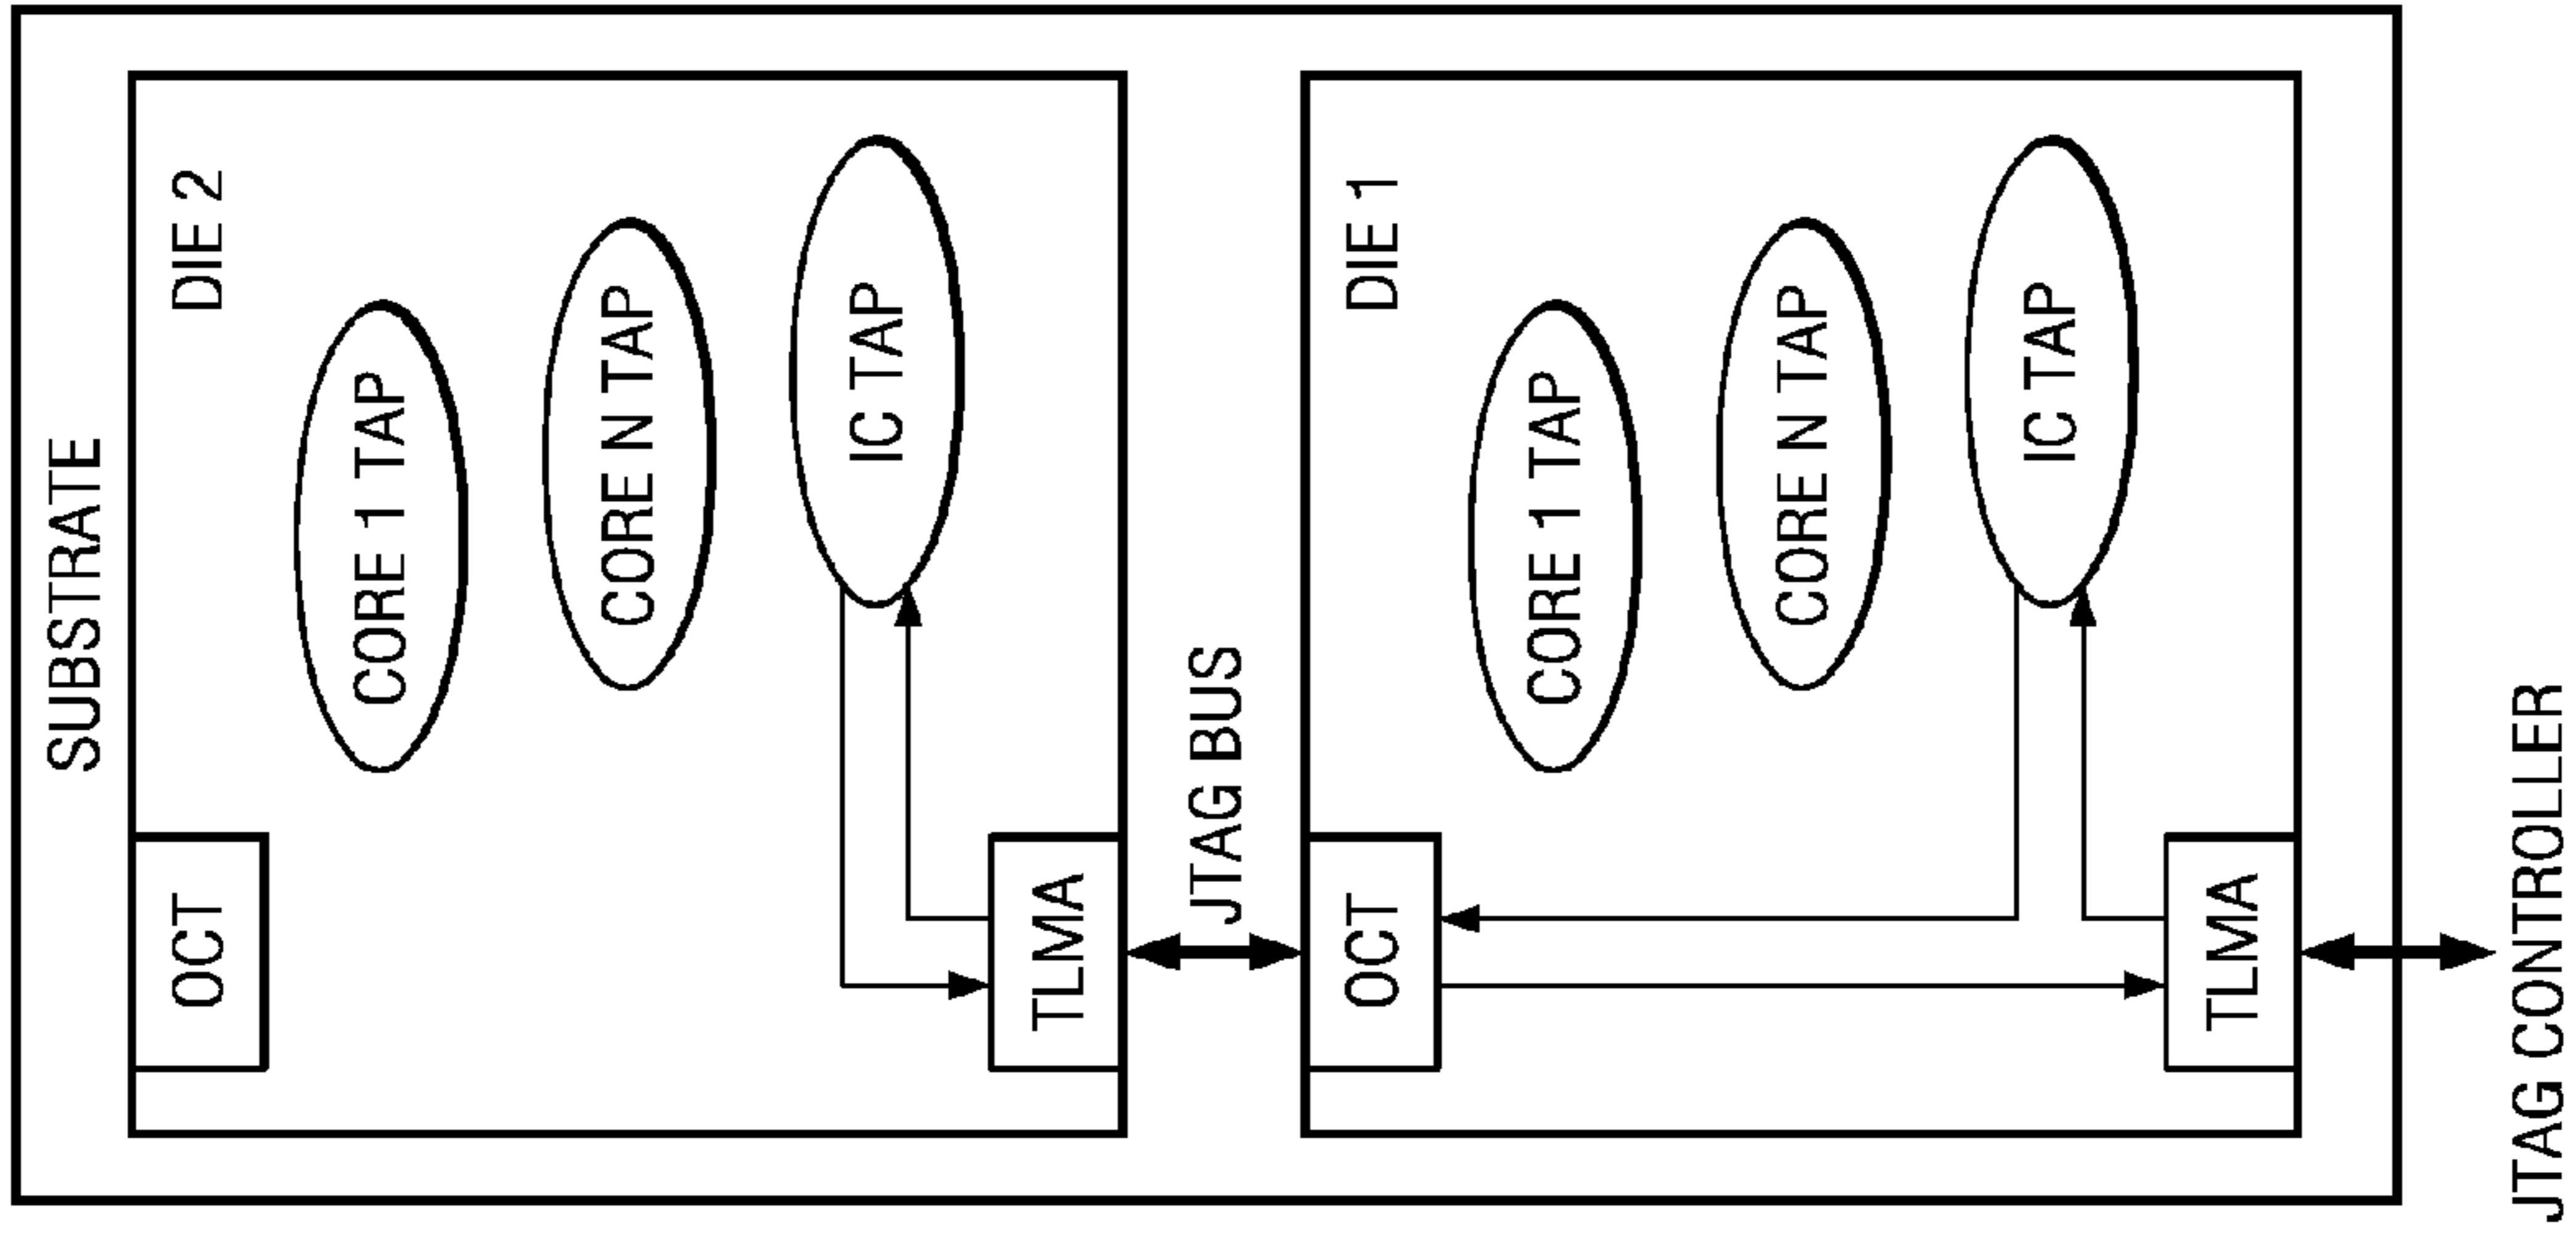 SUBSTRATE
DIE 2
OCT
CORE 1 TAP
CORE N TAP
IC TAP
TLMA
JTAG BUS
DIE 1
OCT
CORE 1 TAP
CORE N TAP
IC TAP
TLMA
JTAG CONTROLLER